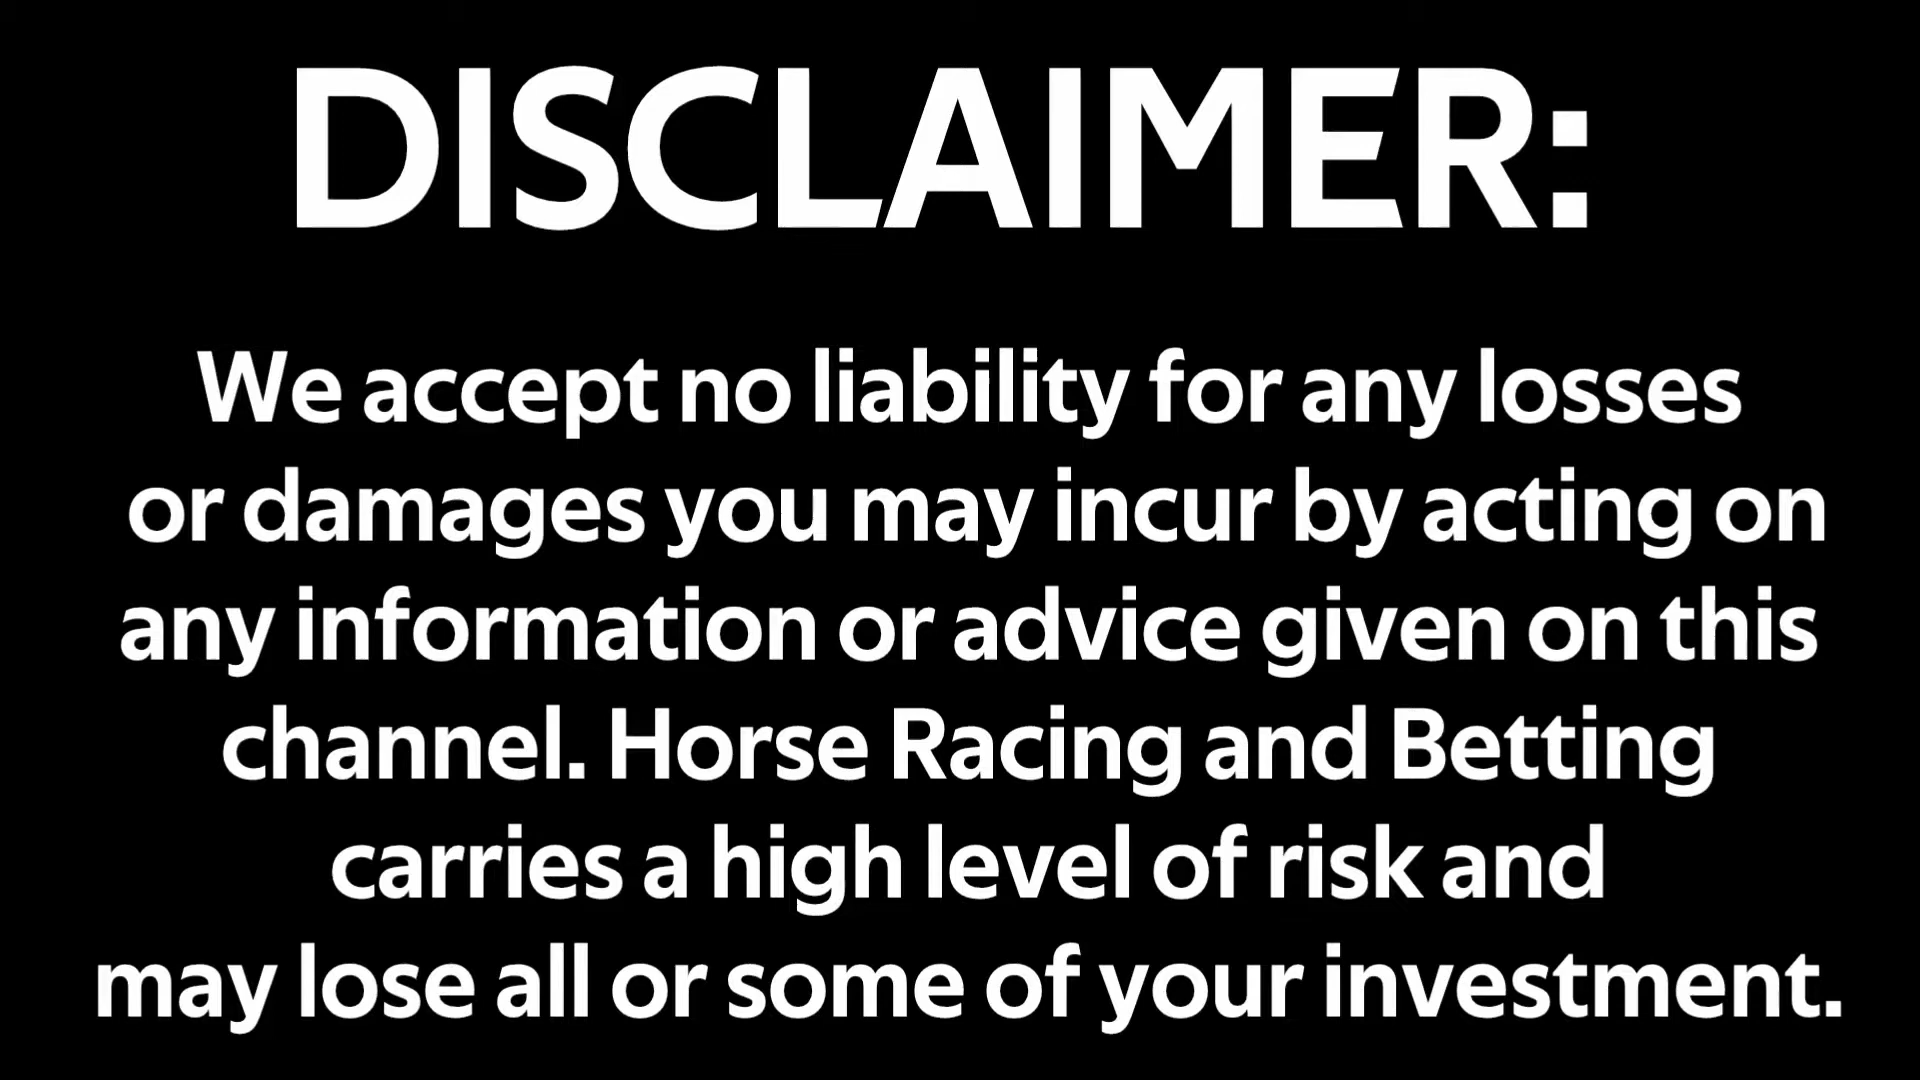 DISCLAIMER:
We accept no liability for any losses
or damages you may incur by acting on
any information or advice given on this
channel. Horse Racing and Betting
carries a high level of risk and
may lose all or some of your investment.